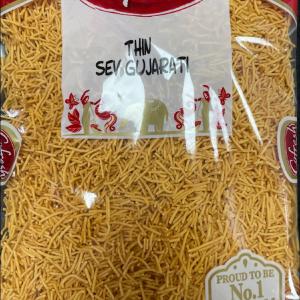 THIN
SEV GUJARATI
PROUD TO BE
No.1